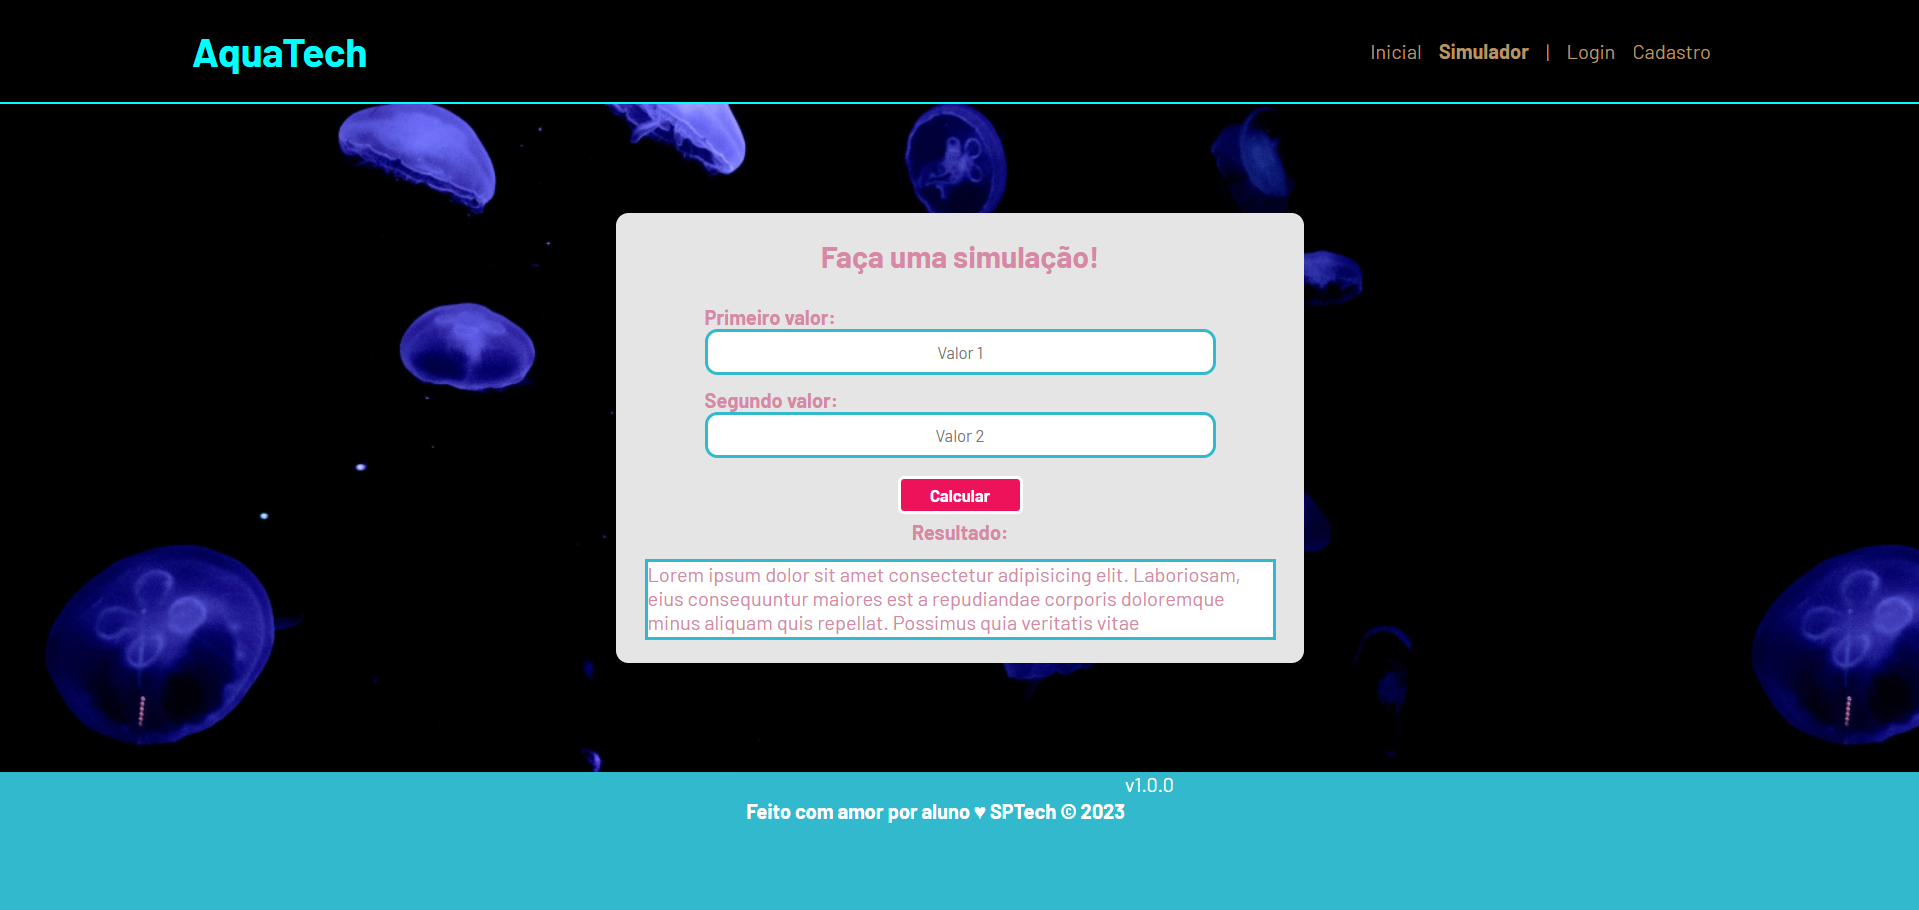 AquaTech
Inicial Simulador | Login Cadastro
Faça uma simulação!
Primeiro valor:
Valor 1
Segundo valor:
Valor 2
Calcular
Resultado:
Lorem ipsum dolor sit amet consectetur adipisicing elit. Laboriosam,
eius consequuntur maiores est a repudiandae corporis doloremque
minus aliquam quis repellat. Possimus quia veritatis vitae
v1.0.0
Feito com amor por aluno ♥ SPTech © 2023